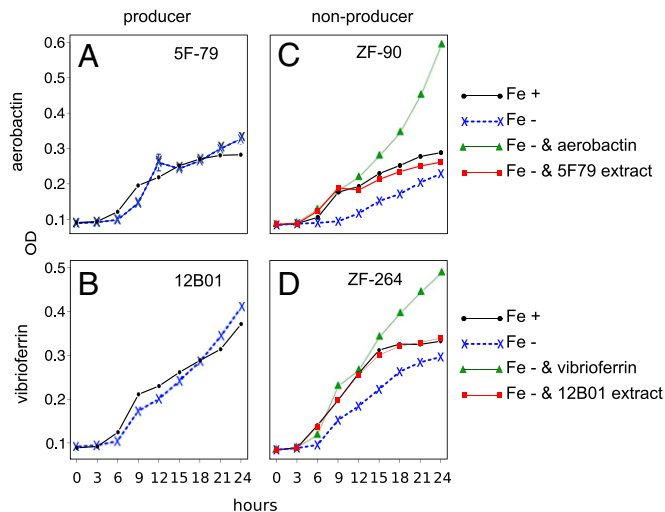 producer
non-producer
A
5F-79
C
ZF-90
0.6
0.5
0.4
0.3
0.2
0.1
aerobactin
Fe +
Fe -
Fe - & aerobactin
Fe - & 5F79 extract
OD
B
12B01
D
ZF-264
0.5
0.4
0.3
0.2
0.1
vibrioferrin
Fe +
Fe -
Fe - & vibrioferrin
Fe - & 12B01 extract
0 3 6 9 12 15 18 21 24
0 3 6 9 12 15 18 21 24
hours